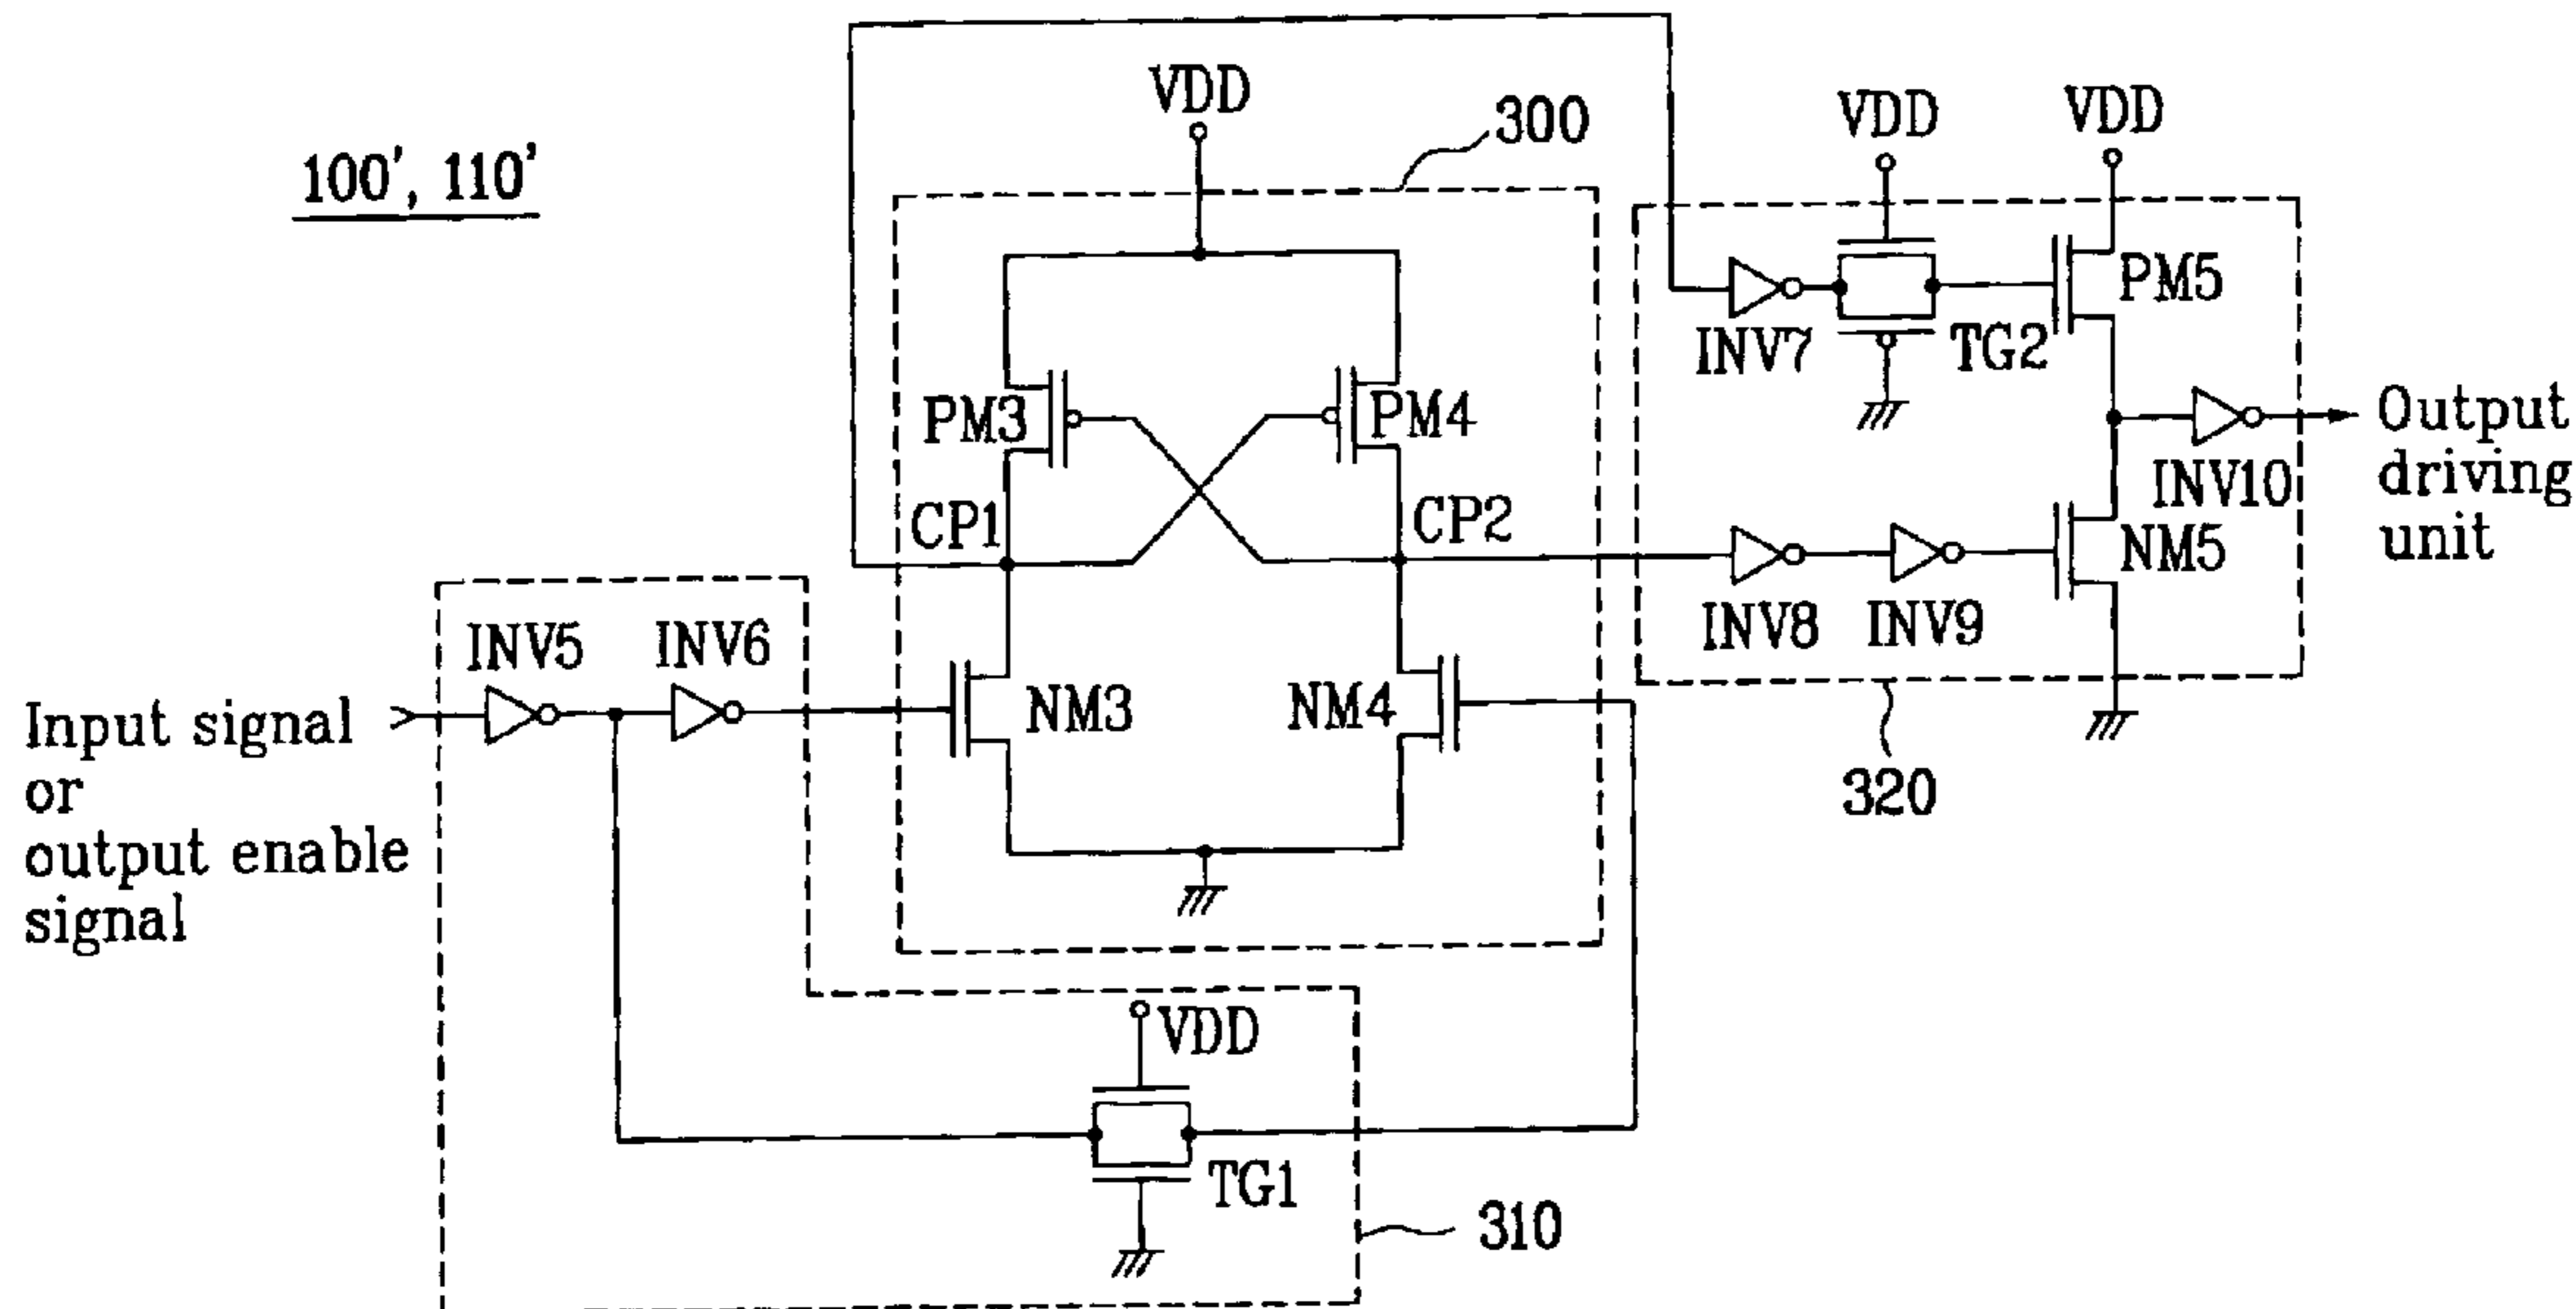 100', 110'
VDD
300
VDD
VDD
PM3
PM4
INV7
TG2
PM5
CP1
CP2
INV10
Output
driving
unit
INV8
INV9
NM5
INV5
INV6
NM3
NM4
320
Input signal
or
output enable
signal
VDD
TG1
310